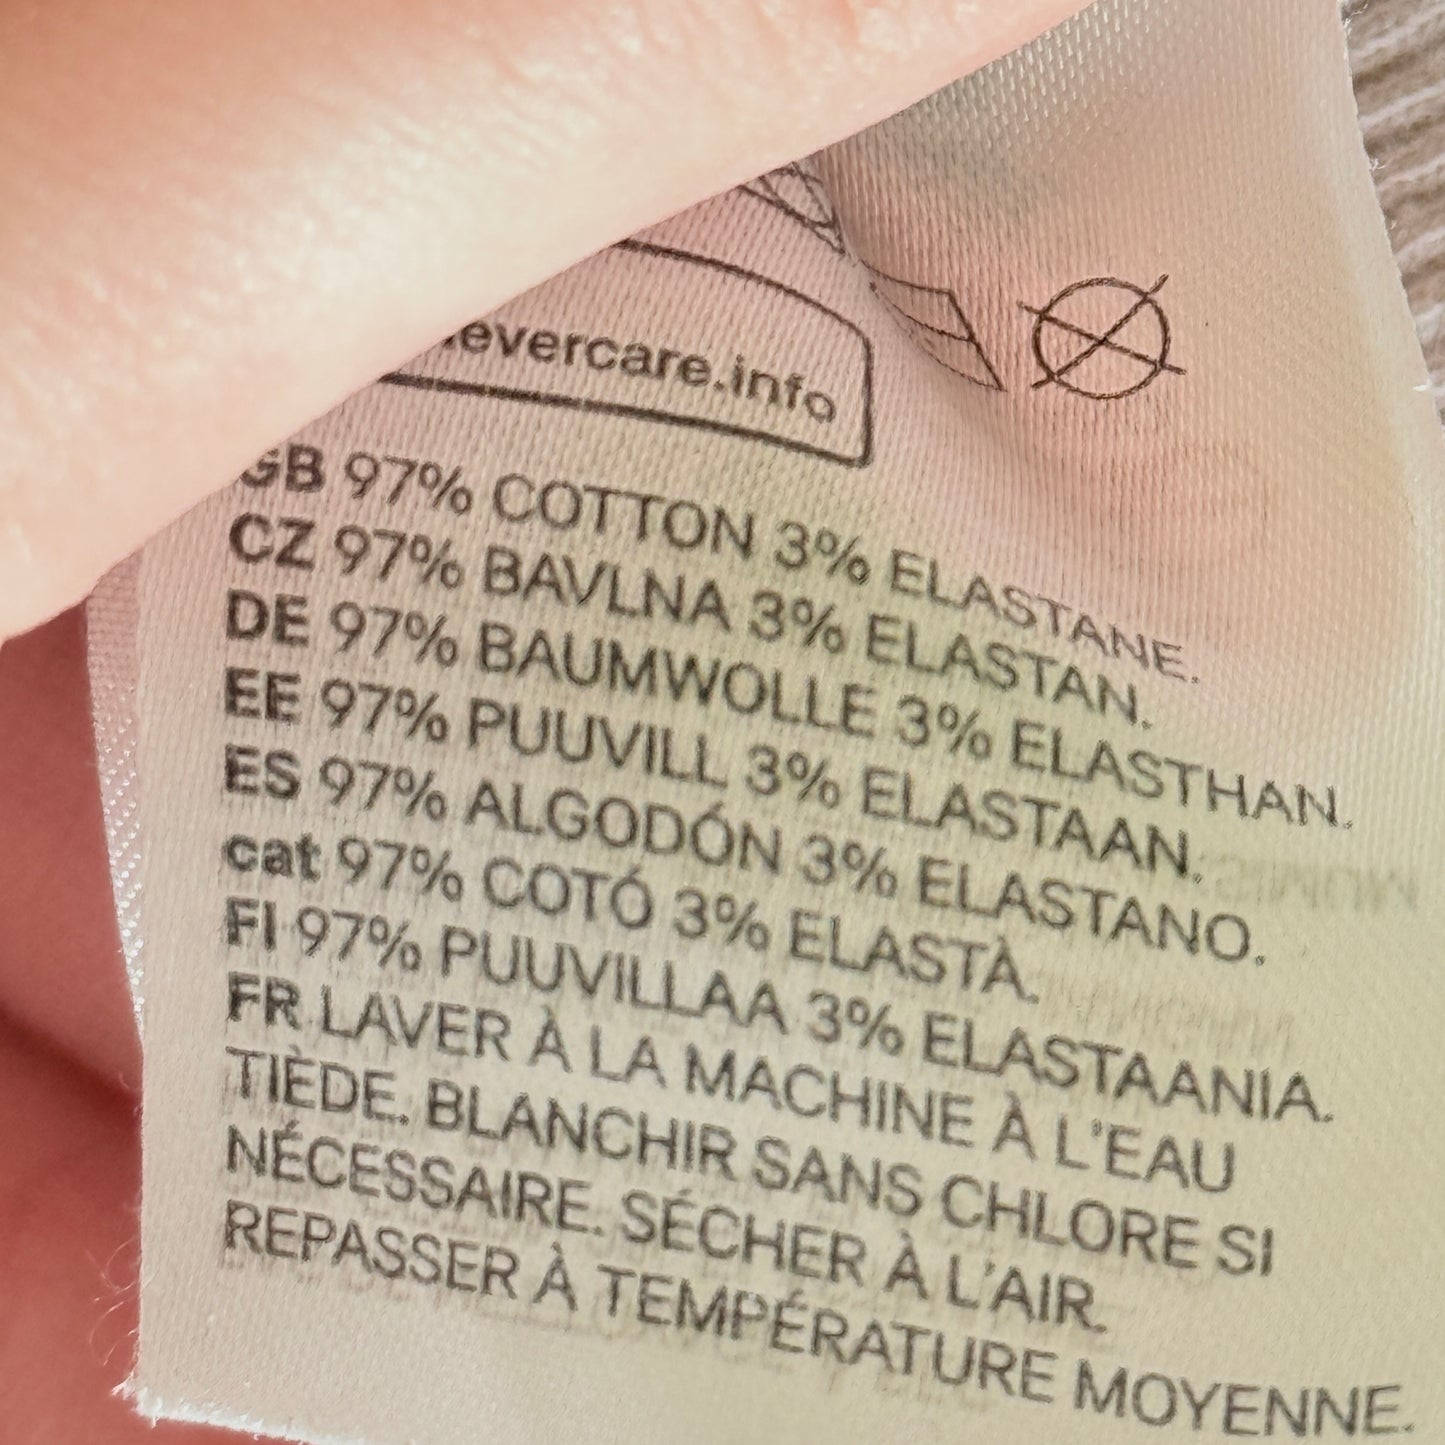 evercare.info
GB 97% COTTON 3% ELASTANE.
CZ 97% BAVLNA 3% ELASTAN.
DE 97% BAUMWOLLE 3% ELASTHAN.
EE 97% PUUVILL 3% ELASTAAN.
ES 97% ALGODÓN 3% ELASTANO.
cat 97% COTÓ 3% ELASTÀ.
FI 97% PUUVILLAA 3% ELASTAANIA.
FR LAVER À LA MACHINE À L'EAU
TIÈDE. BLANCHIR SANS CHLORE SI
NÉCESSAIRE. SÉCHER À L'AIR.
REPASSER À TEMPÉRATURE MOYENNE.